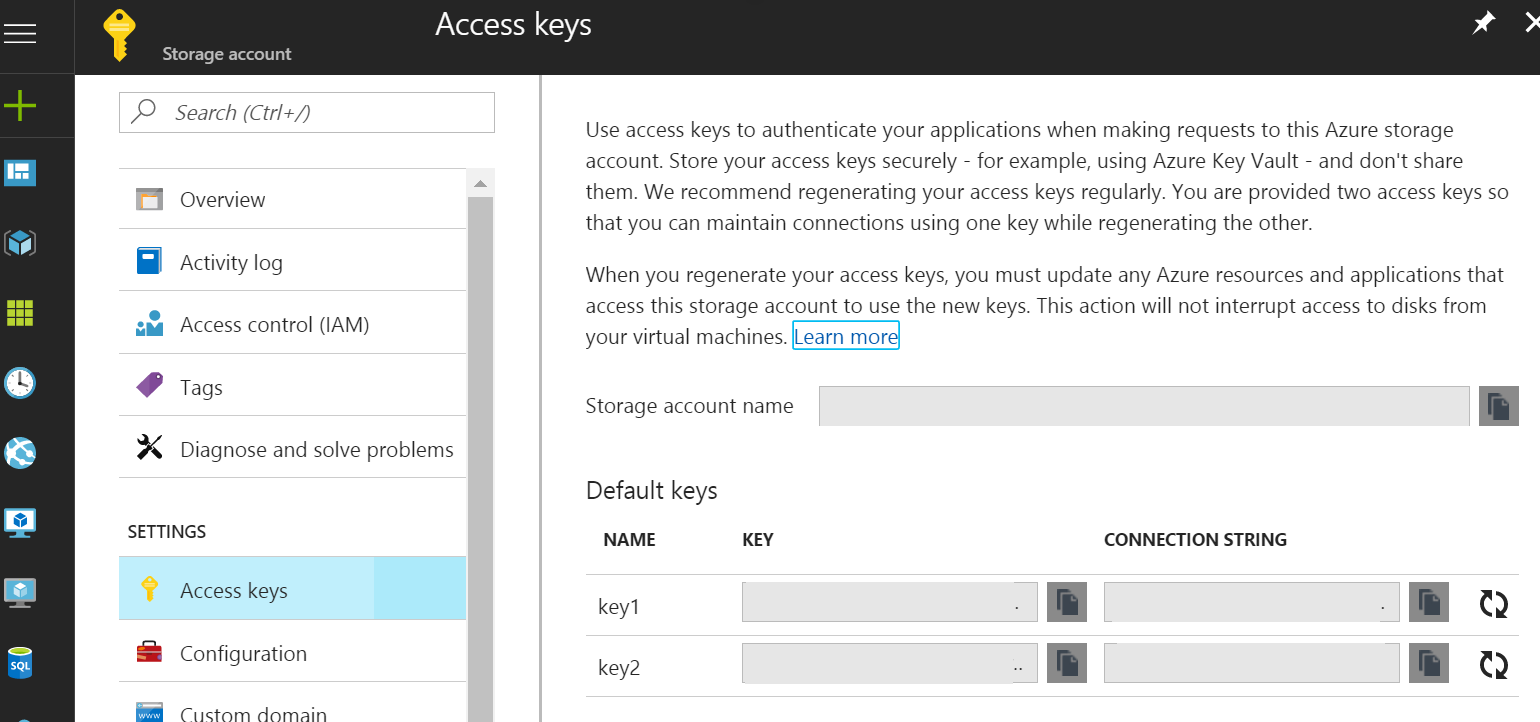 Access keys
Storage account
Search (Ctrl+/)
Overview
Activity log
Access control (IAM)
Tags
Diagnose and solve problems
SETTINGS
Access keys
Configuration
www
Custom domain
SQL
Use access keys to authenticate your applications when making requests to this Azure storage
account. Store your access keys securely - for example, using Azure Key Vault - and don't share
them. We recommend regenerating your access keys regularly. You are provided two access keys so
that you can maintain connections using one key while regenerating the other.
When you regenerate your access keys, you must update any Azure resources and applications that
access this storage account to use the new keys. This action will not interrupt access to disks from
your virtual machines. Learn more
Storage account name
Default keys
NAME KEY CONNECTION STRING
key1 . .
key2 ..